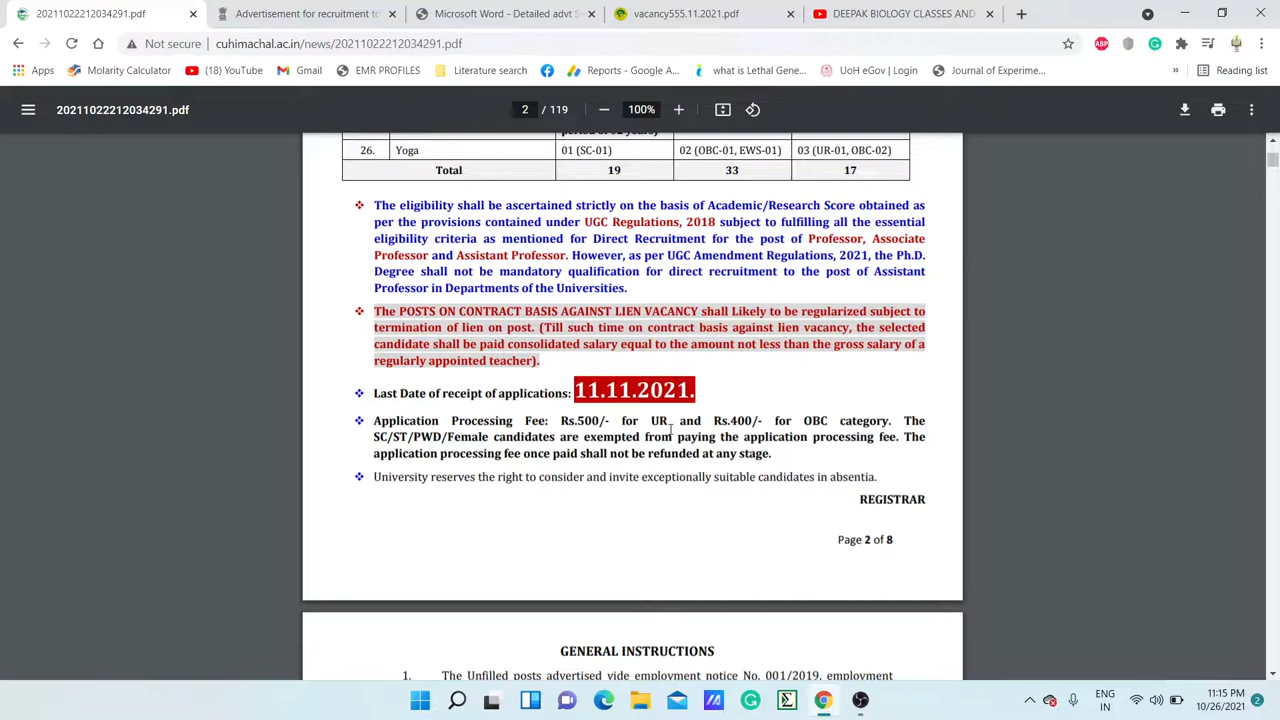 20211022212034291.pdf
Advertisement for recruitment to
Microsoft Word - Detailed advt S
vacancy555.11.2021.pdf
DEEPAK BIOLOGY CLASSES AND
Not secure
cuhimachal.ac.in/news/20211022212034291.pdf
ABP
Apps
Molarity Calculator
(18) YouTube
Gmail
EMR PROFILES
Literature search
Reports - Google A...
what is Lethal Gene...
UoH eGov | Login
Journal of Experime...
»
Reading list
20211022212034291.pdf
2 / 119
100%
period of 02 years)
26. Yoga 01 (SC-01) 02 (OBC-01, EWS-01) 03 (UR-01, OBC-02)
Total 19 33 17
The eligibility shall be ascertained strictly on the basis of Academic/Research Score obtained as
per the provisions contained under UGC Regulations, 2018 subject to fulfilling all the essential
eligibility criteria as mentioned for Direct Recruitment for the post of Professor, Associate
Professor and Assistant Professor. However, as per UGC Amendment Regulations, 2021, the Ph.D.
Degree shall not be mandatory qualification for direct recruitment to the post of Assistant
Professor in Departments of the Universities.
The POSTS ON CONTRACT BASIS AGAINST LIEN VACANCY shall Likely to be regularized subject to
termination of lien on post. (Till such time on contract basis against lien vacancy, the selected
candidate shall be paid consolidated salary equal to the amount not less than the gross salary of a
regularly appointed teacher).
Last Date of receipt of applications: 11.11.2021.
Application Processing Fee: Rs.500/- for UR and Rs.400/- for OBC category. The
SC/ST/PWD/Female candidates are exempted from paying the application processing fee. The
application processing fee once paid shall not be refunded at any stage.
University reserves the right to consider and invite exceptionally suitable candidates in absentia.
REGISTRAR
Page 2 of 8
GENERAL INSTRUCTIONS
1. The Unfilled posts advertised vide employment notice No. 001/2019, employment
ENG
IN
11:15 PM
10/26/2021
2